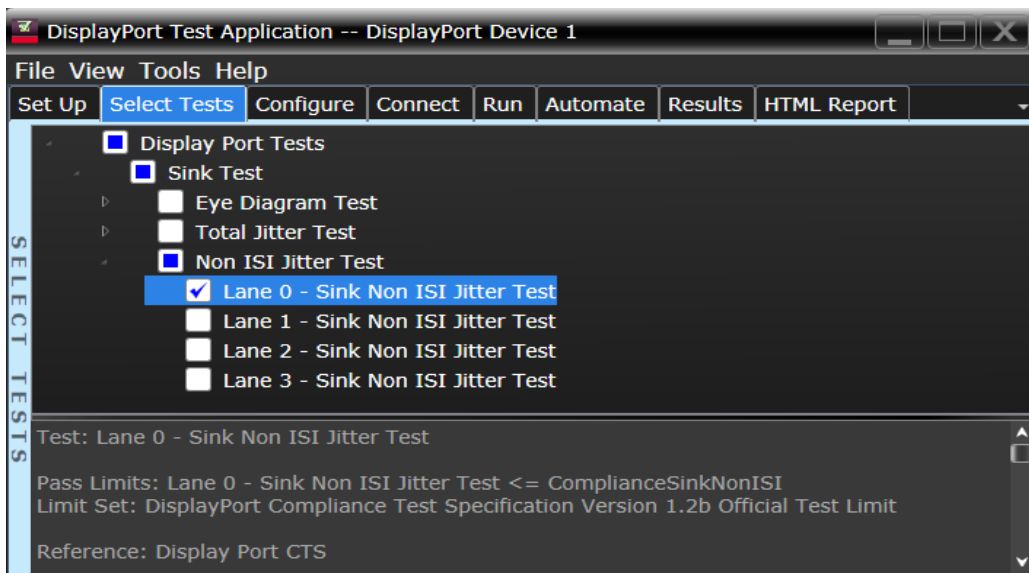 DisplayPort Test Application -- DisplayPort Device 1
File View Tools Help
Set Up Select Tests Configure Connect Run Automate Results HTML Report
Display Port Tests
Sink Test
Eye Diagram Test
Total Jitter Test
Non ISI Jitter Test
Lane 0 - Sink Non ISI Jitter Test
Lane 1 - Sink Non ISI Jitter Test
Lane 2 - Sink Non ISI Jitter Test
Lane 3 - Sink Non ISI Jitter Test
SELECT TESTS
Test: Lane 0 - Sink Non ISI Jitter Test
Pass Limits: Lane 0 - Sink Non ISI Jitter Test <= ComplianceSinkNonISI
Limit Set: DisplayPort Compliance Test Specification Version 1.2b Official Test Limit
Reference: Display Port CTS